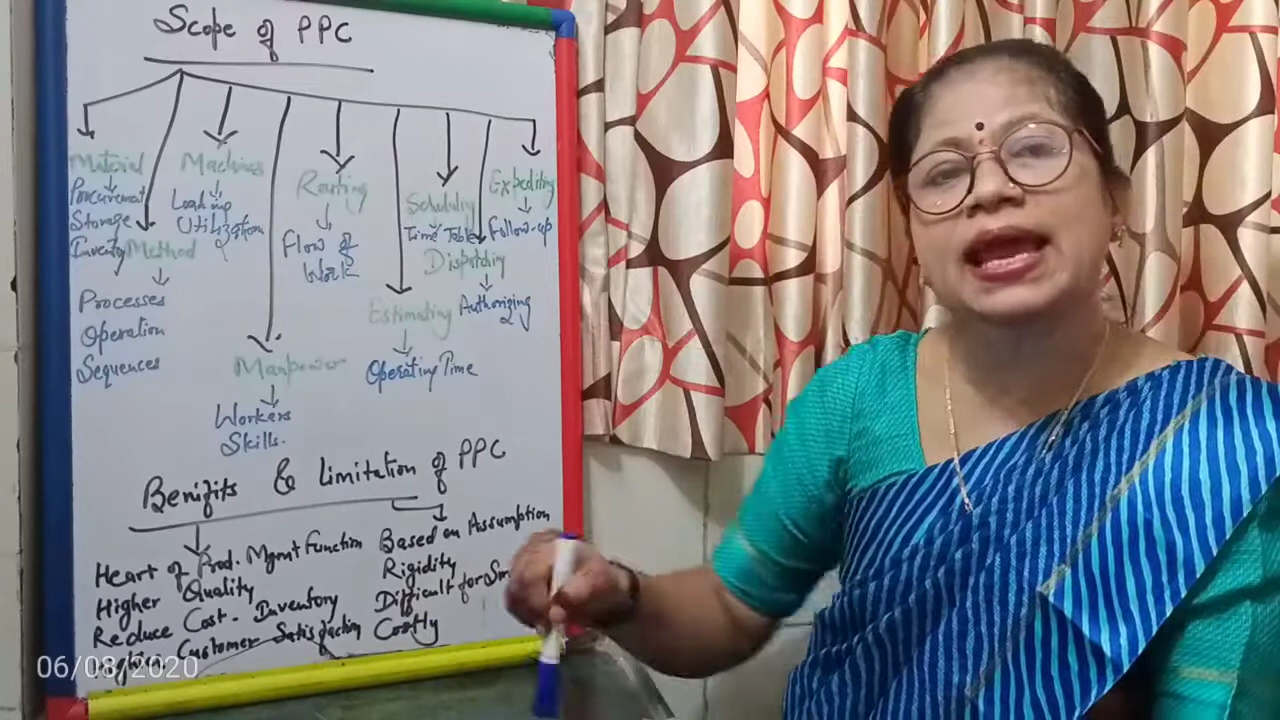 Scope of PPC
Material
Procurement
Storage
Inventory
Method
Processes
Operation
Sequences
Machines
Loading
Utilization
Manpower
Workers
Skills.
Routing
Flow of
Work
Estimating
Operating Time
Scheduling
Time Table
Dispatching
Authorizing
Expediting
Follow-up
Benifits & Limitation of PPC
Heart of Prod. Mgmt Function
Higher Quality
Reduce Cost - Inventory
Customer Satisfaction
Based on Assumption
Rigidity
Difficult for
Costly
06/08/2020